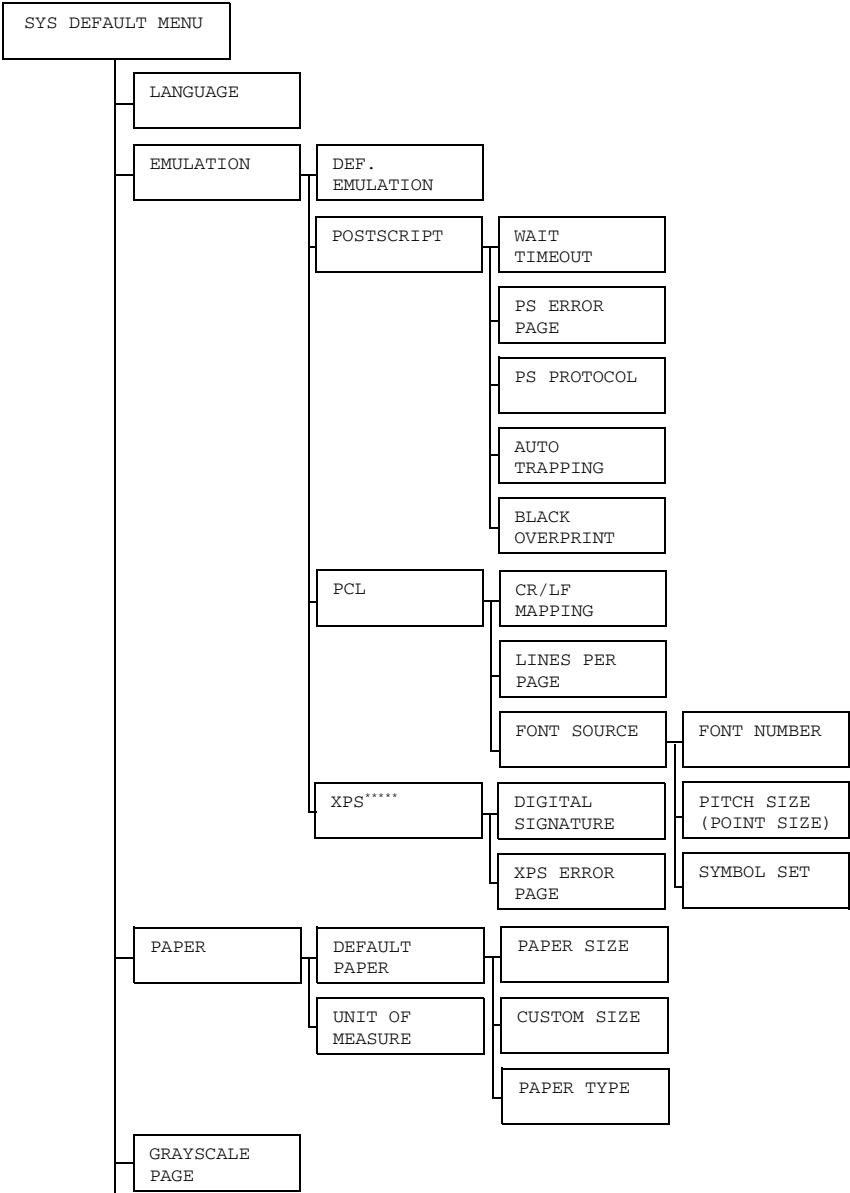 SYS DEFAULT MENU
LANGUAGE
EMULATION
DEF.
EMULATION
POSTSCRIPT
WAIT
TIMEOUT
PS ERROR
PAGE
PS PROTOCOL
AUTO
TRAPPING
BLACK
OVERPRINT
PCL
CR/LF
MAPPING
LINES PER
PAGE
FONT SOURCE
FONT NUMBER
PITCH SIZE
(POINT SIZE)
SYMBOL SET
XPS*****
DIGITAL
SIGNATURE
XPS ERROR
PAGE
PAPER
DEFAULT
PAPER
PAPER SIZE
CUSTOM SIZE
PAPER TYPE
UNIT OF
MEASURE
GRAYSCALE
PAGE